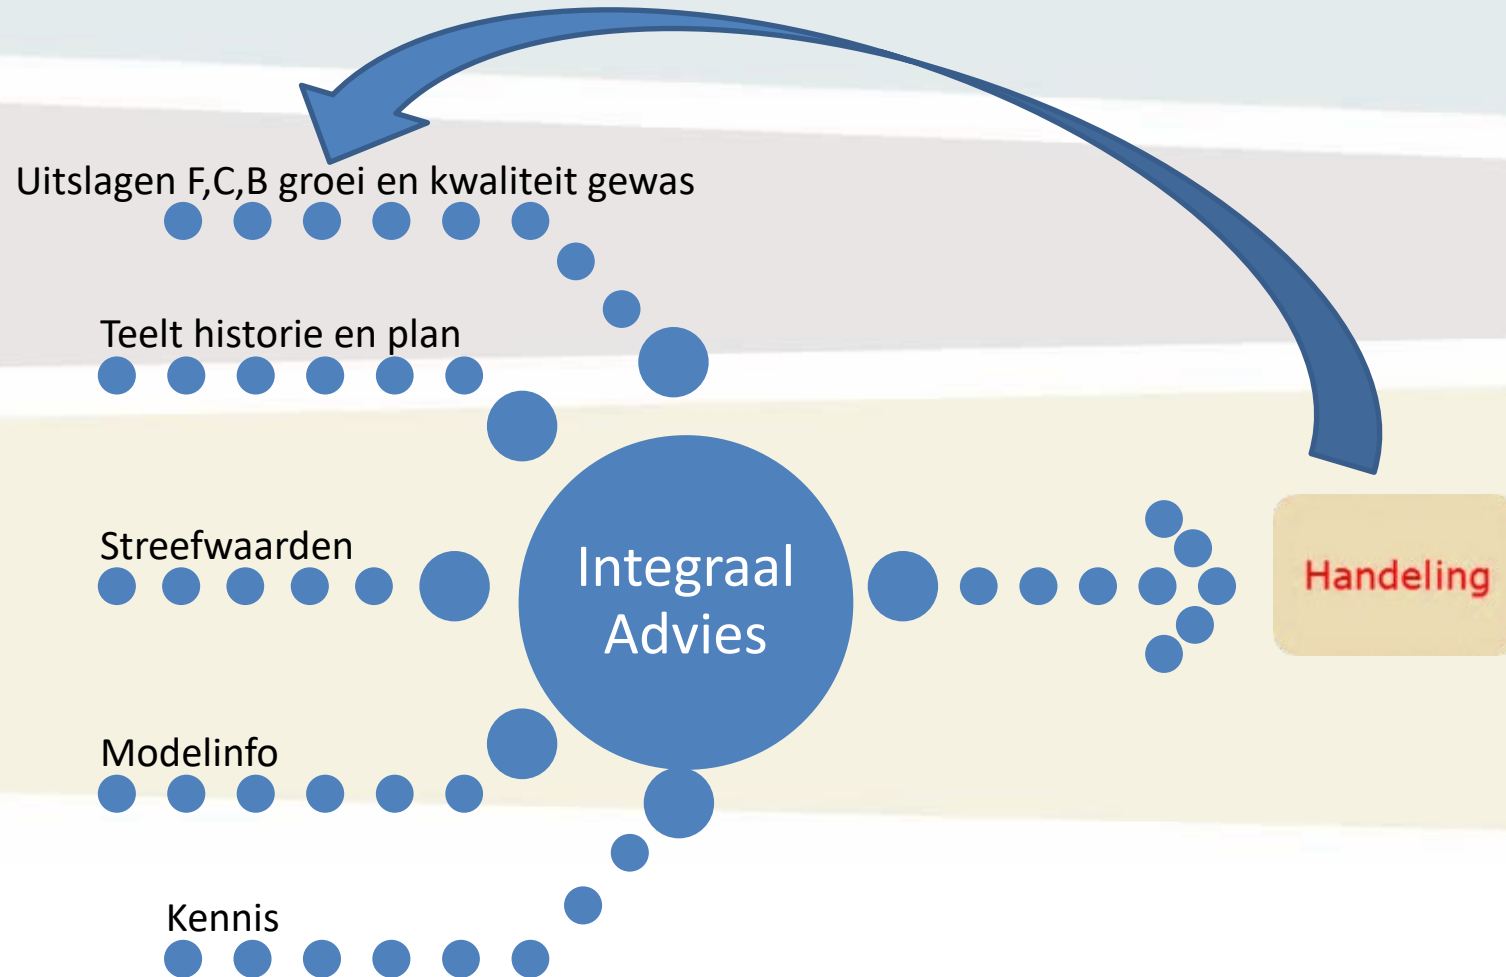 Uitslagen F,C,B groei en kwaliteit gewas
Teelt historie en plan
Streefwaarden
Integraal
Advies
Handeling
Modelinfo
Kennis